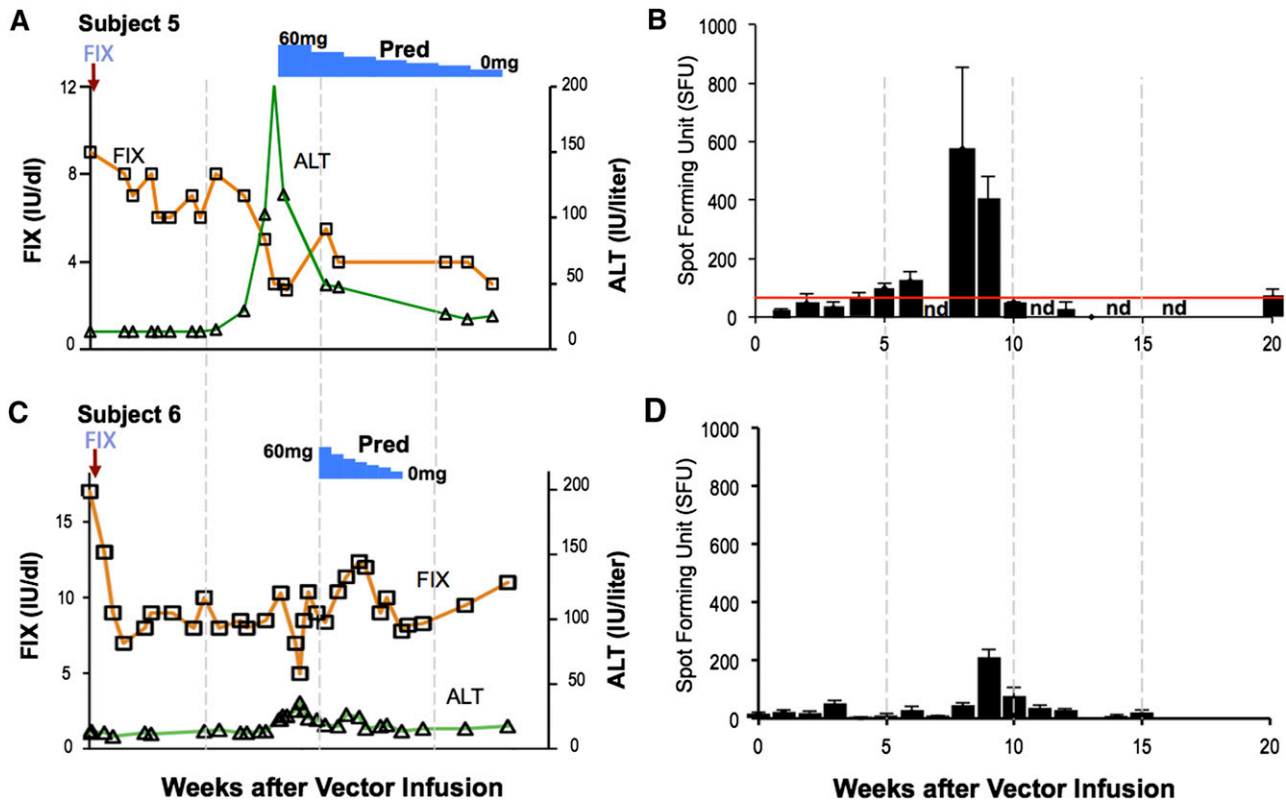 A
Subject 5
FIX
60mg
Pred
0mg
12
8
4
0
FIX (IU/dl)
FIX
ALT
200
150
100
50
0
ALT (IU/liter)
B
1000
800
600
400
200
0
Spot Forming Unit (SFU)
nd
nd
nd
nd
0
5
10
15
20
C
Subject 6
FIX
60mg
Pred
0mg
15
10
5
0
FIX (IU/dl)
FIX
ALT
200
150
100
50
0
ALT (IU/liter)
Weeks after Vector Infusion
D
1000
800
600
400
200
0
Spot Forming Unit (SFU)
0
5
10
15
20
Weeks after Vector Infusion